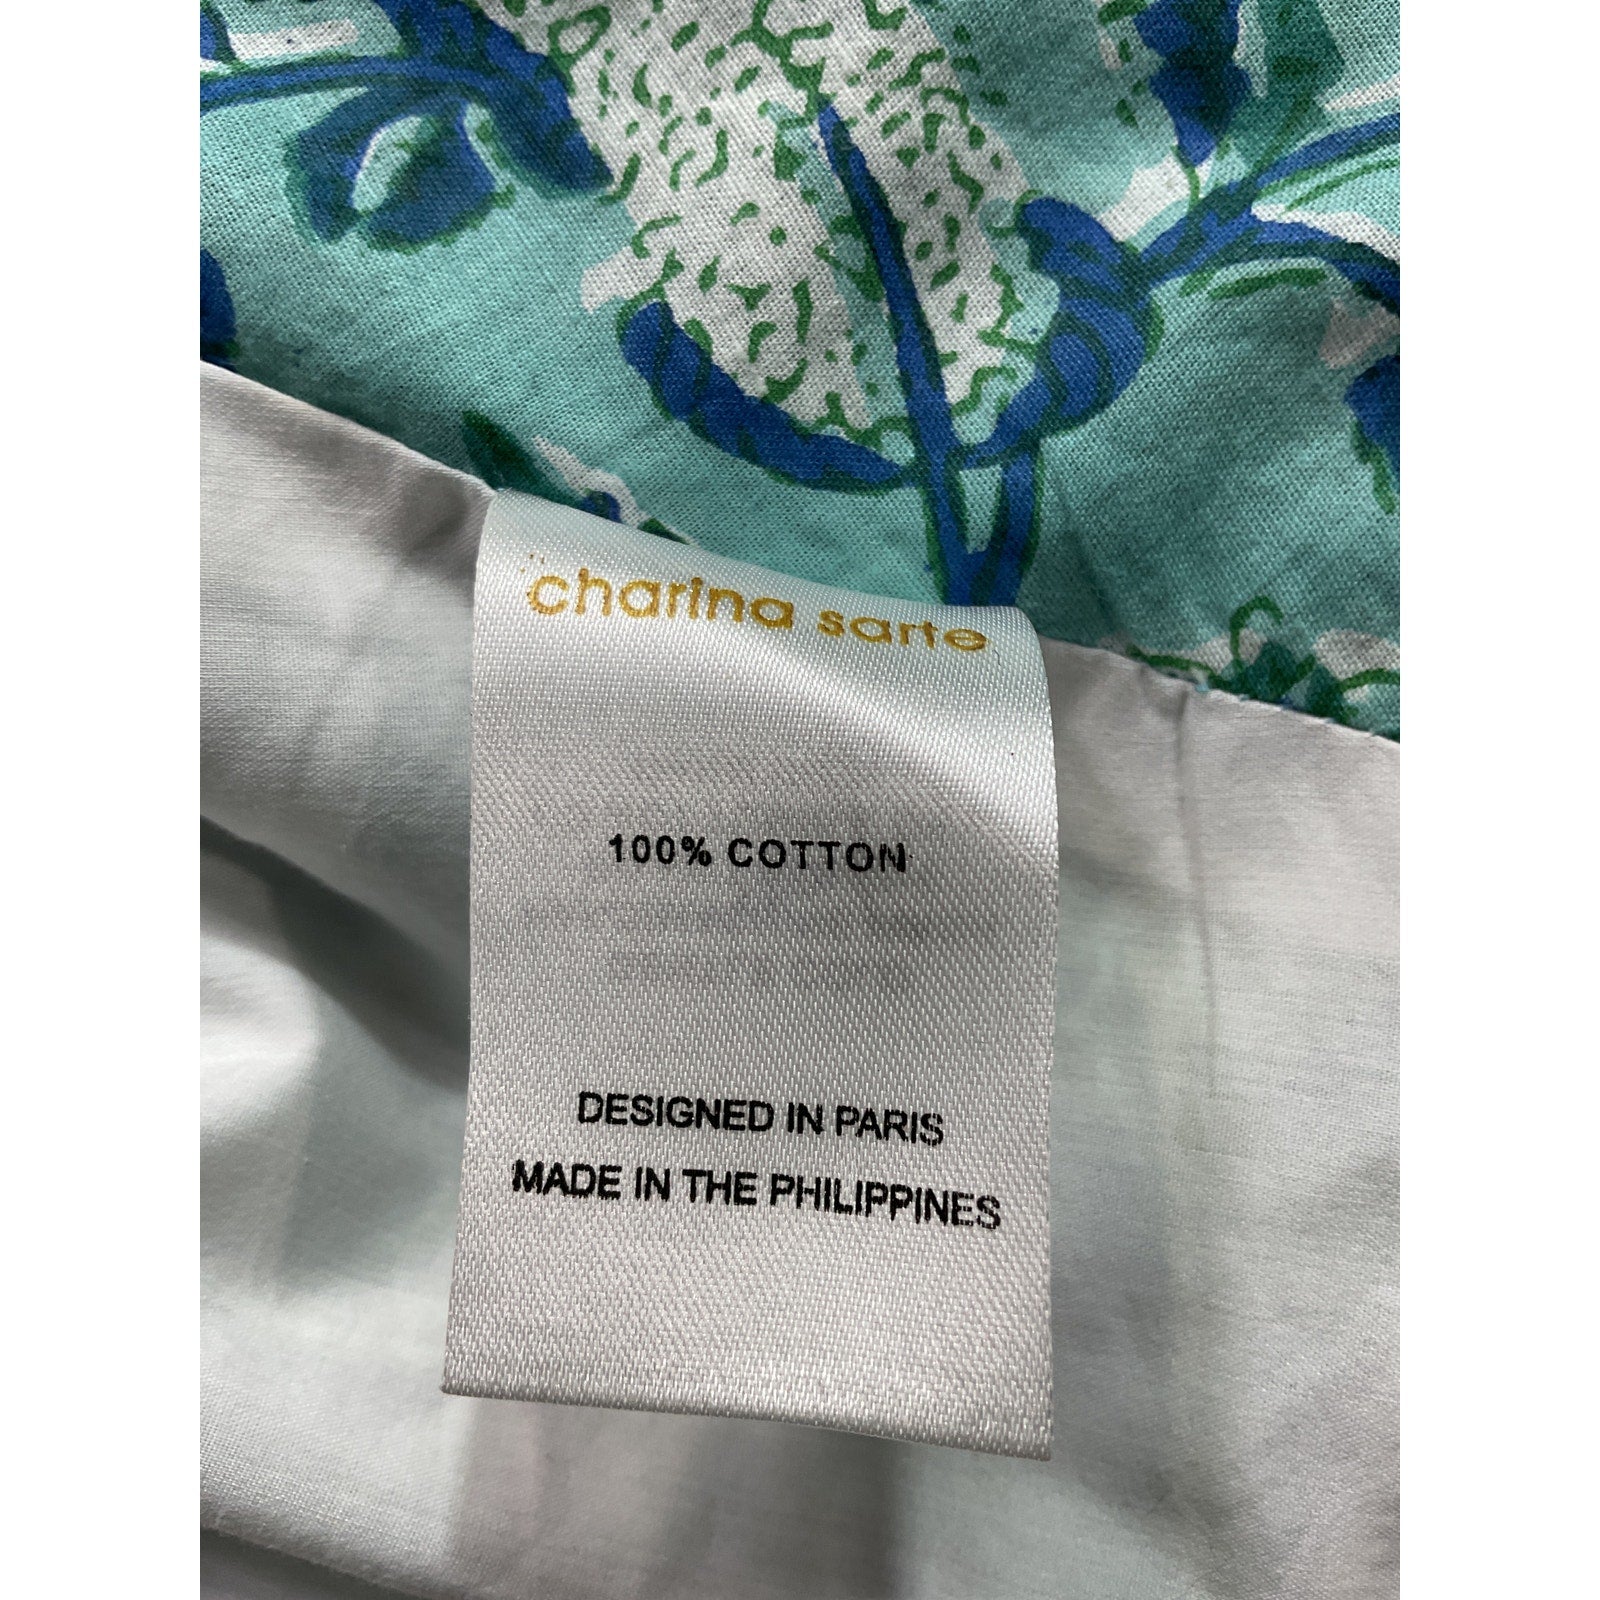 charina sarte
100% COTTON
DESIGNED IN PARIS
MADE IN THE PHILIPPINES